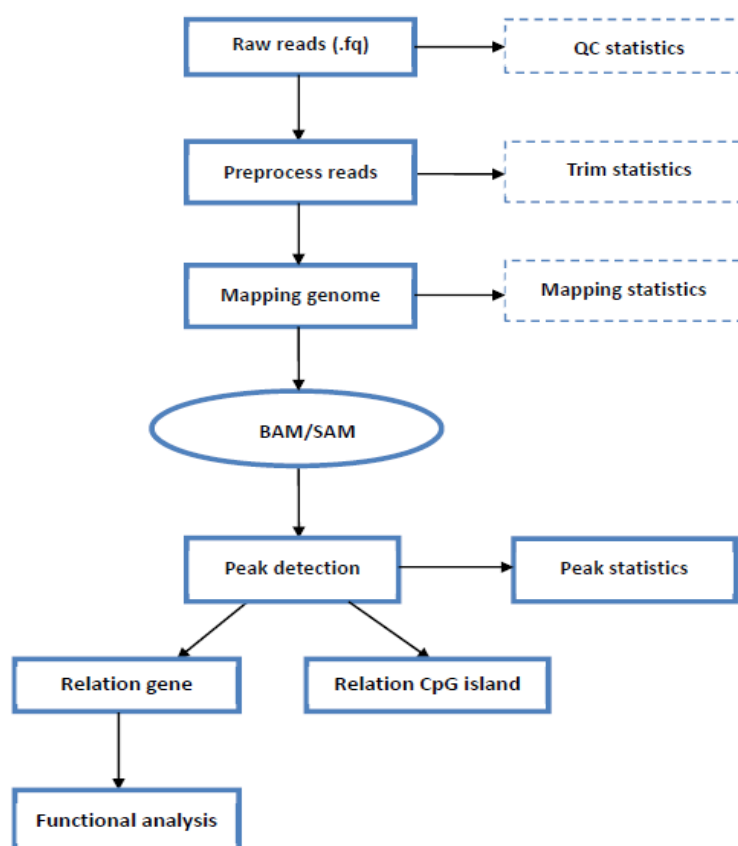 Raw reads (.fq)
QC statistics
Preprocess reads
Trim statistics
Mapping genome
Mapping statistics
BAM/SAM
Peak detection
Peak statistics
Relation gene
Relation CpG island
Functional analysis